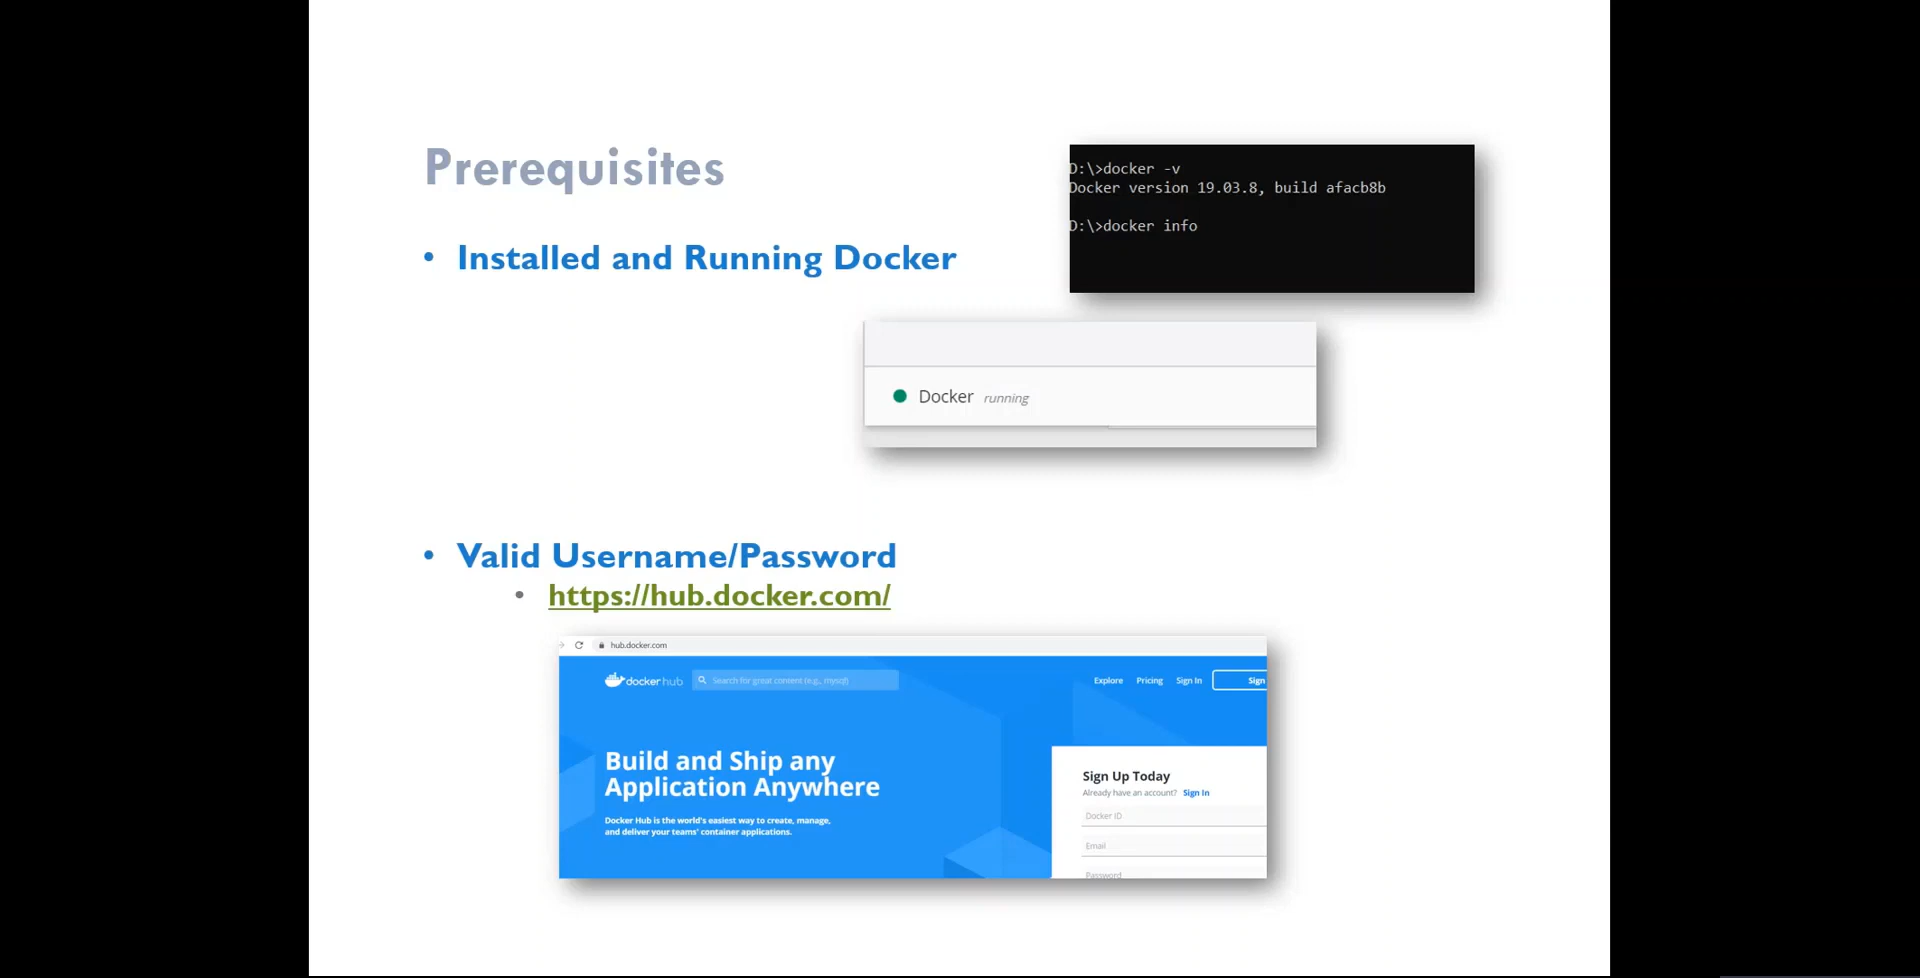 Prerequisites
D:\>docker -v
Docker version 19.03.8, build afacb8b
D:\>docker info
• Installed and Running Docker
Docker running
• Valid Username/Password
• https://hub.docker.com/
hub.docker.com
docker hub Search for great content (e.g., mysql) Explore Pricing Sign In Sign
Build and Ship any
Application Anywhere
Docker Hub is the world's easiest way to create, manage,
and deliver your teams' container applications.
Sign Up Today
Already have an account? Sign In
Docker ID
Email
Password